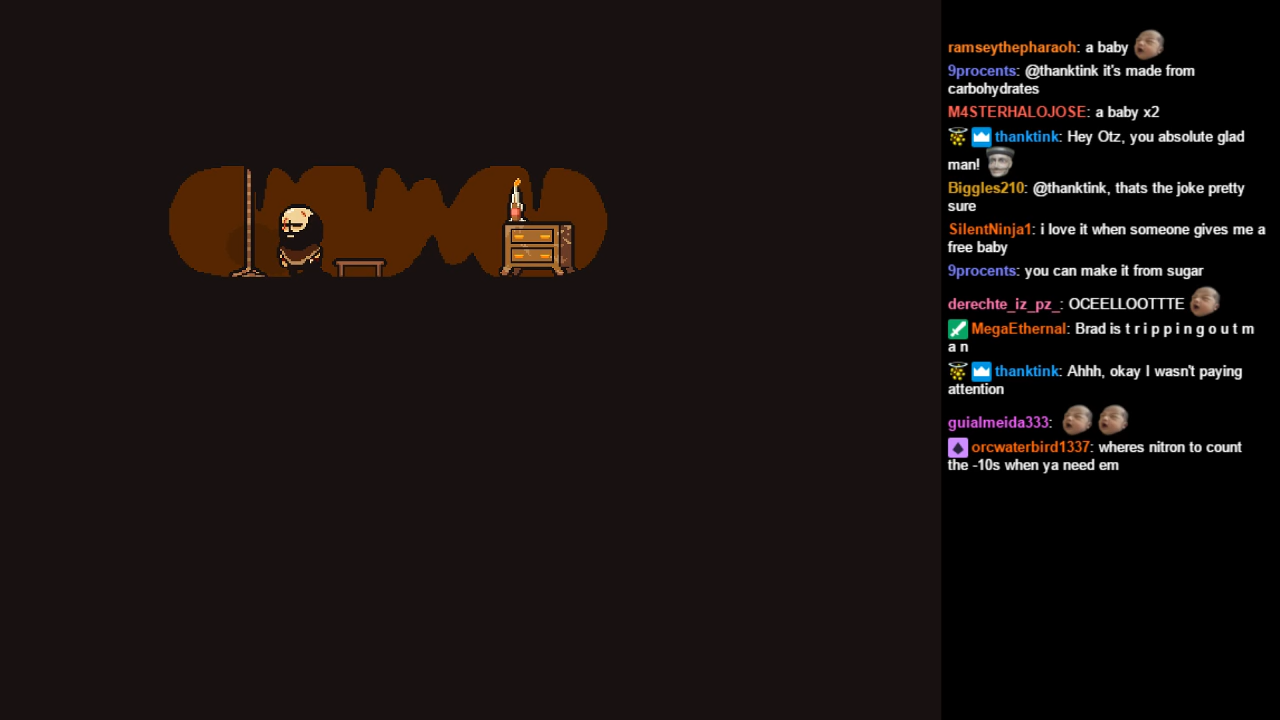 ramseythepharaoh: a baby
9procents: @thanktink it's made from
carbohydrates
M4STERHALOJOSE: a baby x2
thanktink: Hey Otz, you absolute glad
man!
Biggles210: @thanktink, thats the joke pretty
sure
SilentNinja1: i love it when someone gives me a
free baby
9procents: you can make it from sugar
derechte_iz_pz_: OCEELLOOTTTE
MegaEthernal: Brad is t r i p p i n g o u t m
a n
thanktink: Ahhh, okay I wasn't paying
attention
guialmeida333:
orcwaterbird1337: wheres nitron to count
the -10s when ya need em